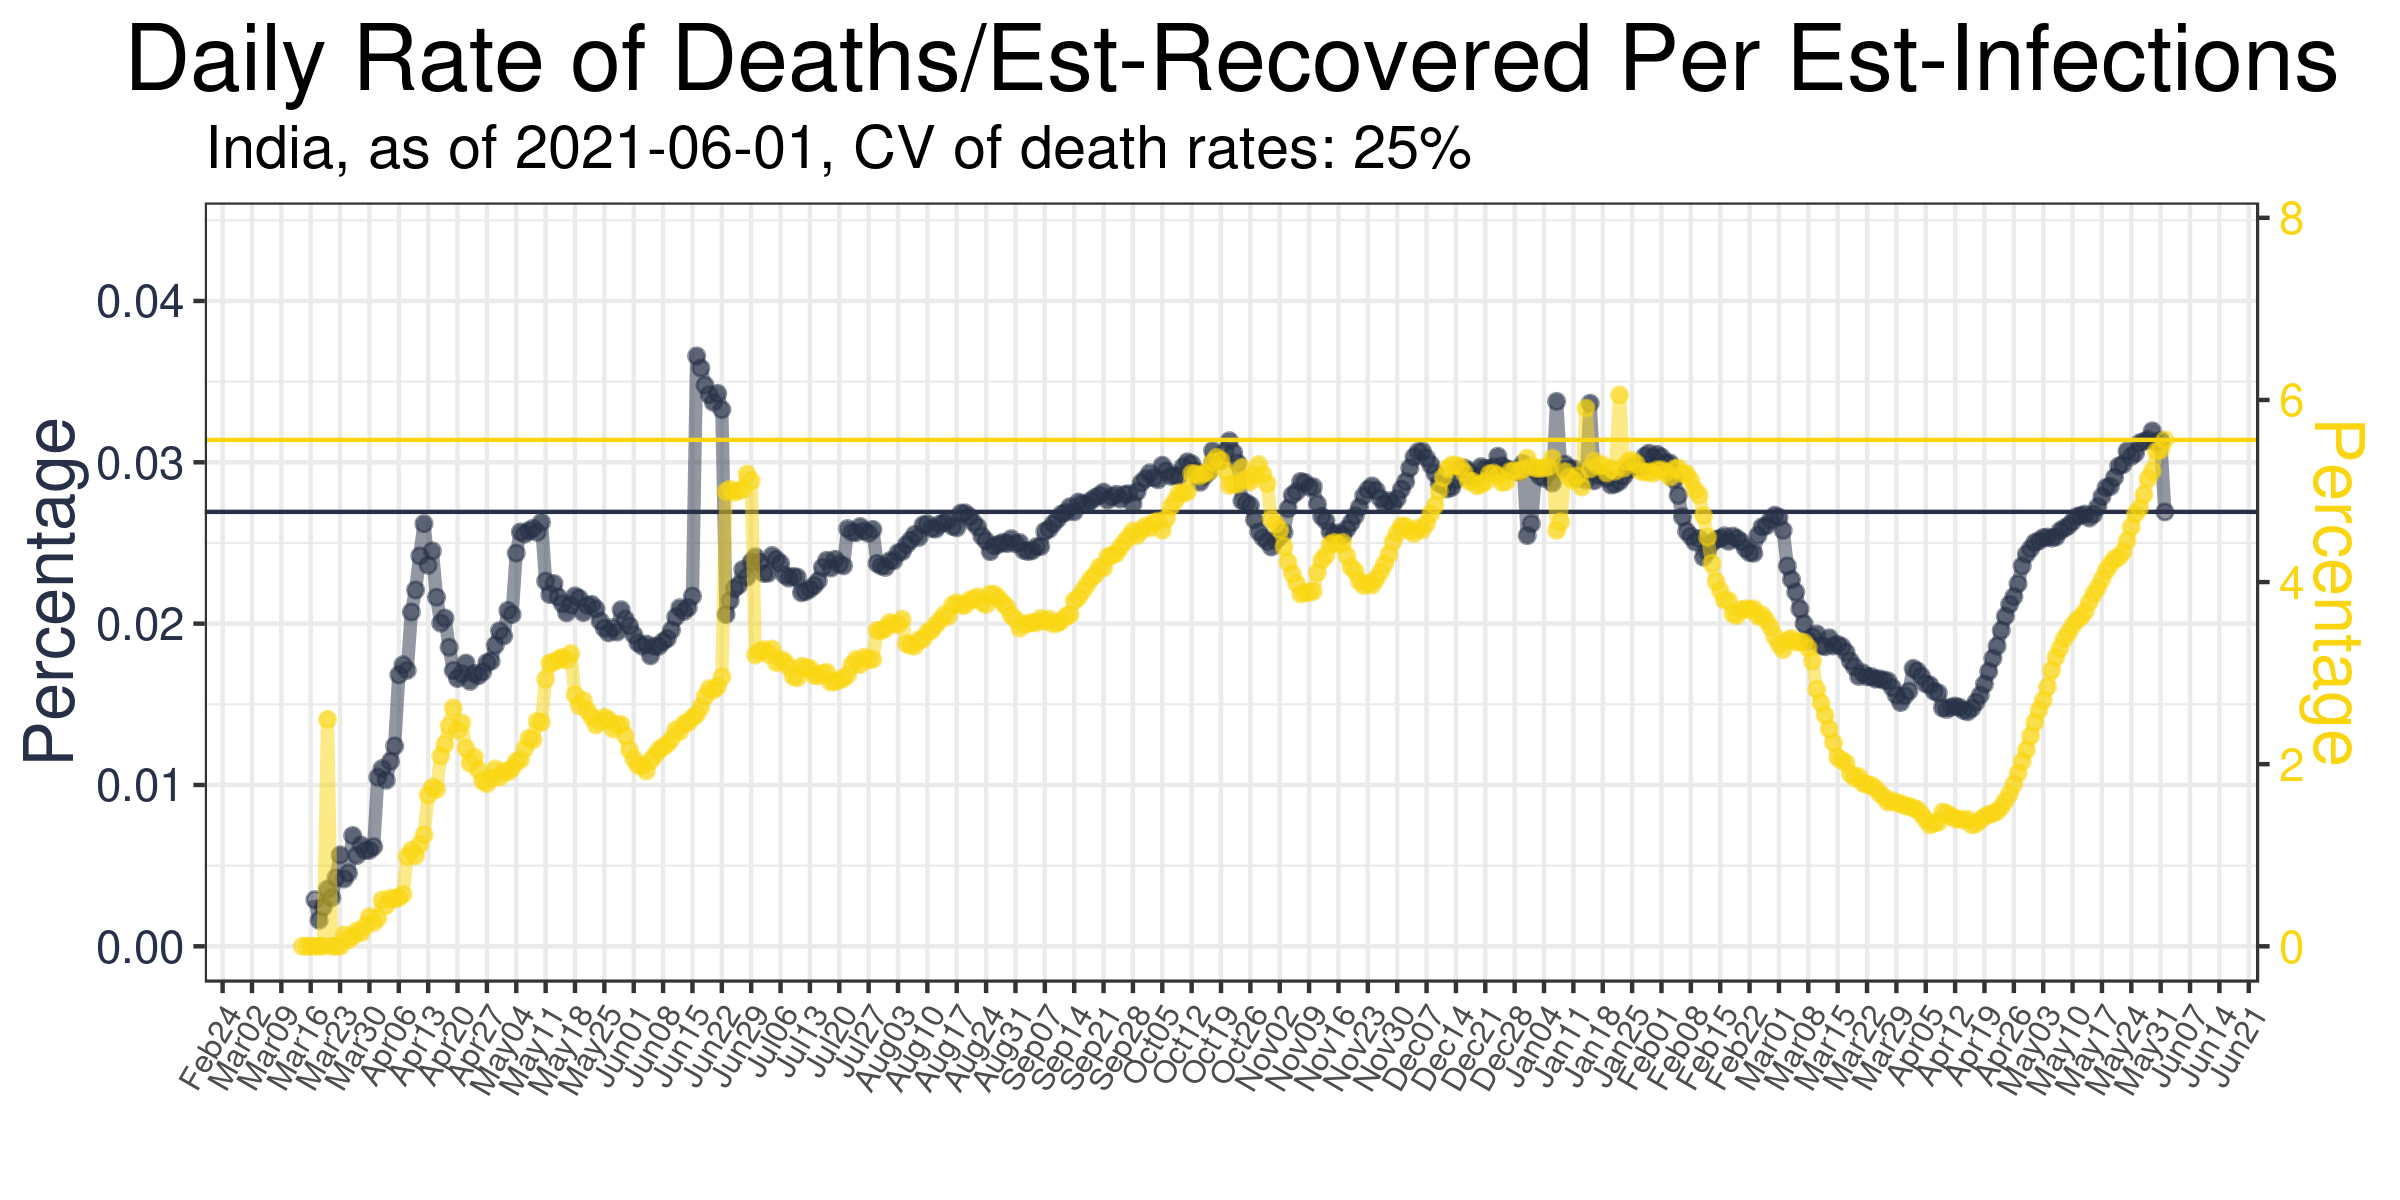 Daily Rate of Deaths/Est-Recovered Per Est-Infections
India, as of 2021-06-01, CV of death rates: 25%
Percentage
0.04
0.03
0.02
0.01
0.00
8
6
4
2
0
Percentage
Feb24
Mar02
Mar09
Mar16
Mar23
Mar30
Apr06
Apr13
Apr20
Apr27
May04
May11
May18
May25
Jun01
Jun08
Jun15
Jun22
Jun29
Jul06
Jul13
Jul20
Jul27
Aug03
Aug10
Aug17
Aug24
Aug31
Sep07
Sep14
Sep21
Sep28
Oct05
Oct12
Oct19
Oct26
Nov02
Nov09
Nov16
Nov23
Nov30
Dec07
Dec14
Dec21
Dec28
Jan04
Jan11
Jan18
Jan25
Feb01
Feb08
Feb15
Feb22
Mar01
Mar08
Mar15
Mar22
Mar29
Apr05
Apr12
Apr19
Apr26
May03
May10
May17
May24
May31
Jun07
Jun14
Jun21